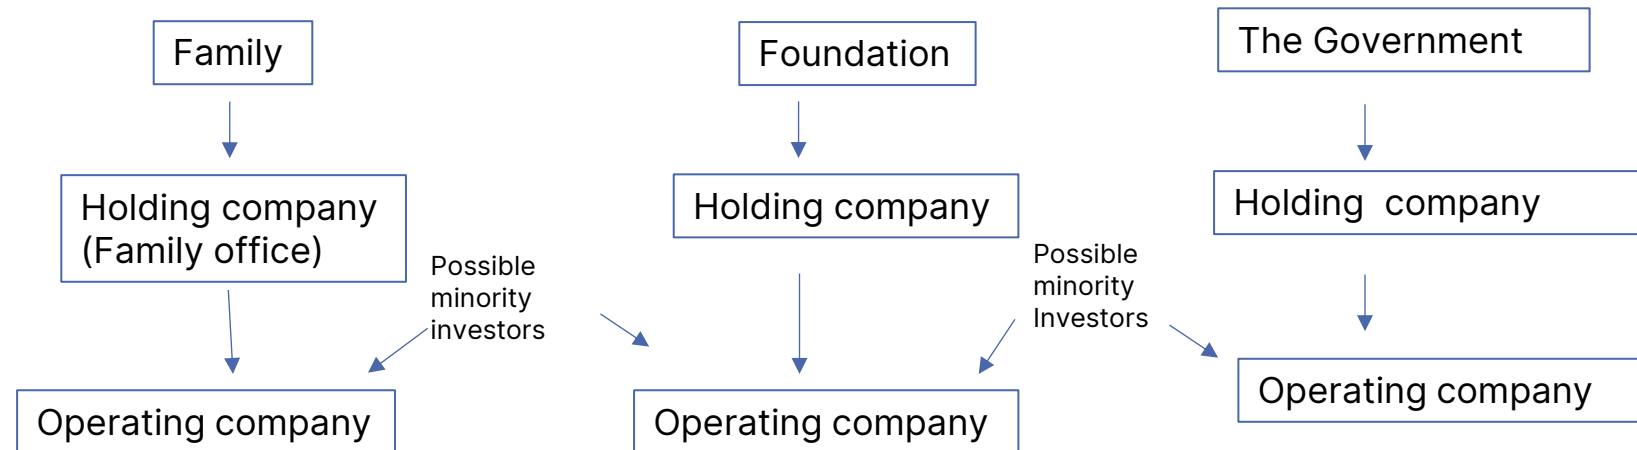 Family
Foundation
The Government
Holding company
(Family office)
Holding company
Holding  company
Possible
minority
investors
Possible
minority
Investors
Operating company
Operating company
Operating company